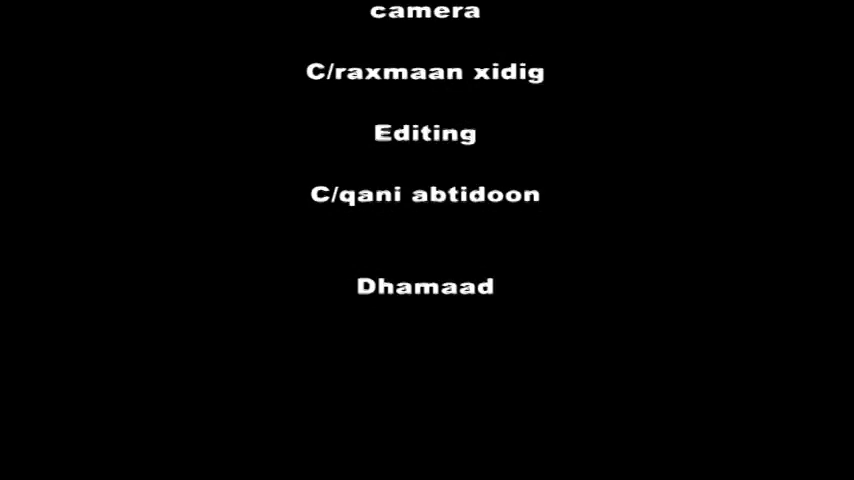 camera
C/raxmaan xidig
Editing
C/qani abtidoon
Dhamaad